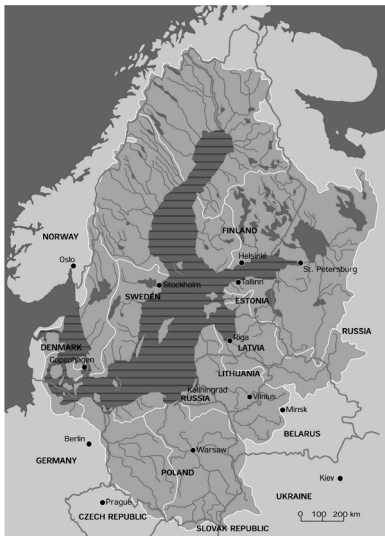 FINLAND
NORWAY
Helsinki
Oslo
St. Petersburg
Stockholm
Tallinn
SWEDEN
ESTONIA
RUSSIA
Riga
DENMARK
LATVIA
Copenhagen
LITHUANIA
Kaliningrad
RUSSIA
Vilnius
Minsk
BELARUS
Berlin
Warsaw
GERMANY
POLAND
Kiev
UKRAINE
Prague
CZECH REPUBLIC
0 100 200 km
SLOVAK REPUBLIC